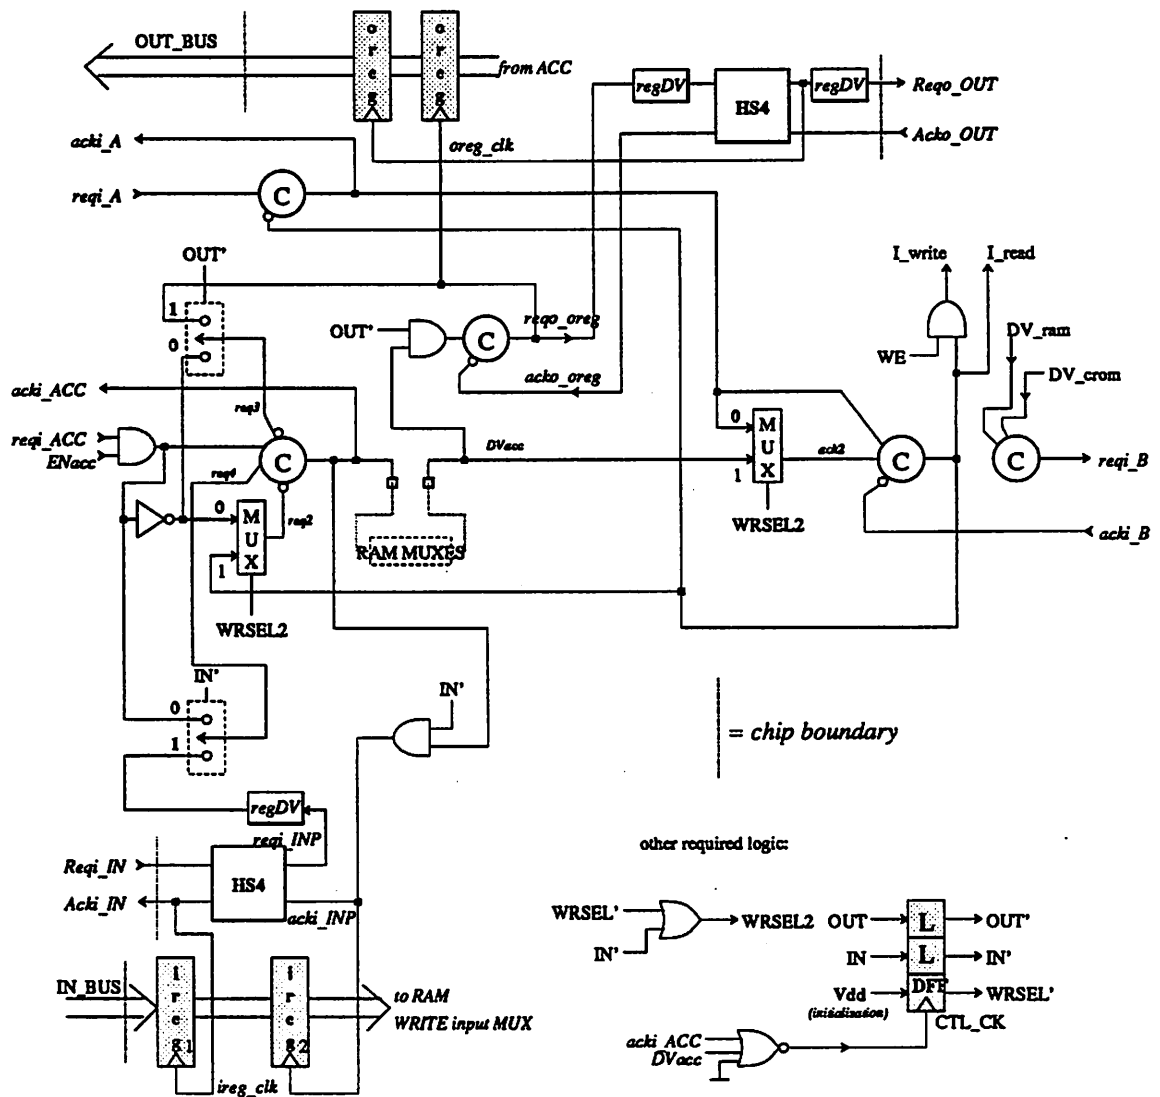 OUT_BUS
o r e g
o r e g
from ACC
regDV
HS4
regDV
Reqo_OUT
Acko_OUT
acki_A
oreg_clk
reqi_A
C
OUT'
1
0
OUT'
C
reqo_oreg
acko_oreg
I_write
I_read
WE
DV_ram
DV_crom
acki_ACC
reqi_ACC
ENacc
req3
C
req4
DVacc
0
1
MUX
ack2
WRSEL2
C
C
reqi_B
acki_B
0
1
MUX
req2
WRSEL2
RAM MUXES
IN'
0
1
IN'
= chip boundary
regDV
reqi_INP
Reqi_IN
Acki_IN
HS4
acki_INP
IN_BUS
i r e g 1
i r e g 2
to RAM
WRITE input MUX
ireg_clk
other required logic:
WRSEL'
IN'
WRSEL2
OUT
L
OUT'
IN
L
IN'
Vdd
(initialization)
DFF
WRSEL'
CTL_CK
acki_ACC
DVacc